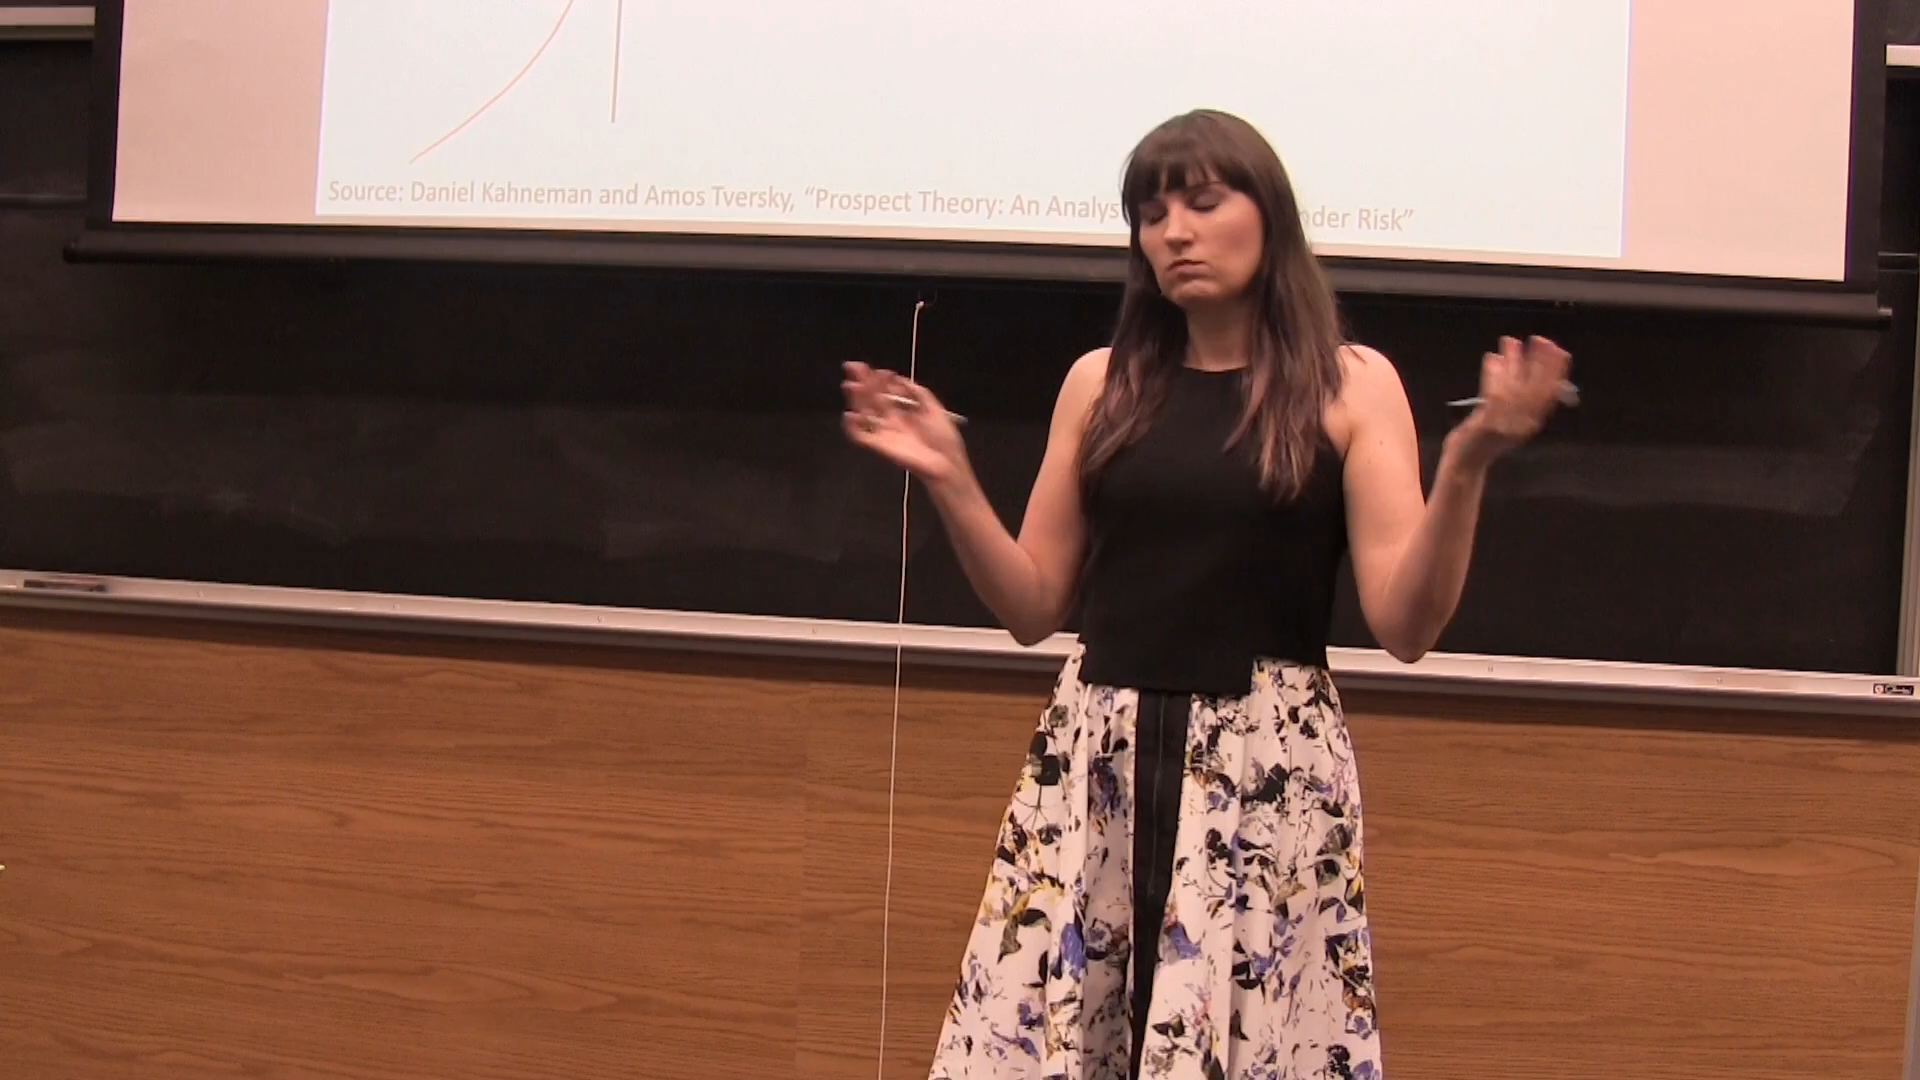 Source: Daniel Kahneman and Amos Tversky, “Prospect Theory: An Analys nder Risk”